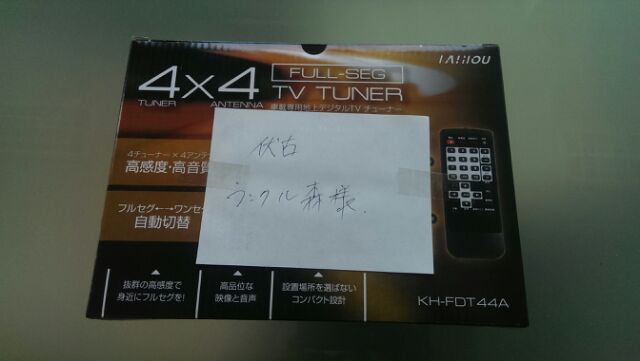 KAIHOU
4×4
TUNER ANTENNA
FULL-SEG
TV TUNER
車載専用地上デジタルTVチューナー
4チューナー×4アンテ
高感度・高音質
フルセグ←→ワンセ
自動切替
伏古
ランクル森様.
抜群の高感度で
身近にフルセグを!
高品位な
映像と音声
設置場所を選ばない
コンパクト設計
KH-FDT44A